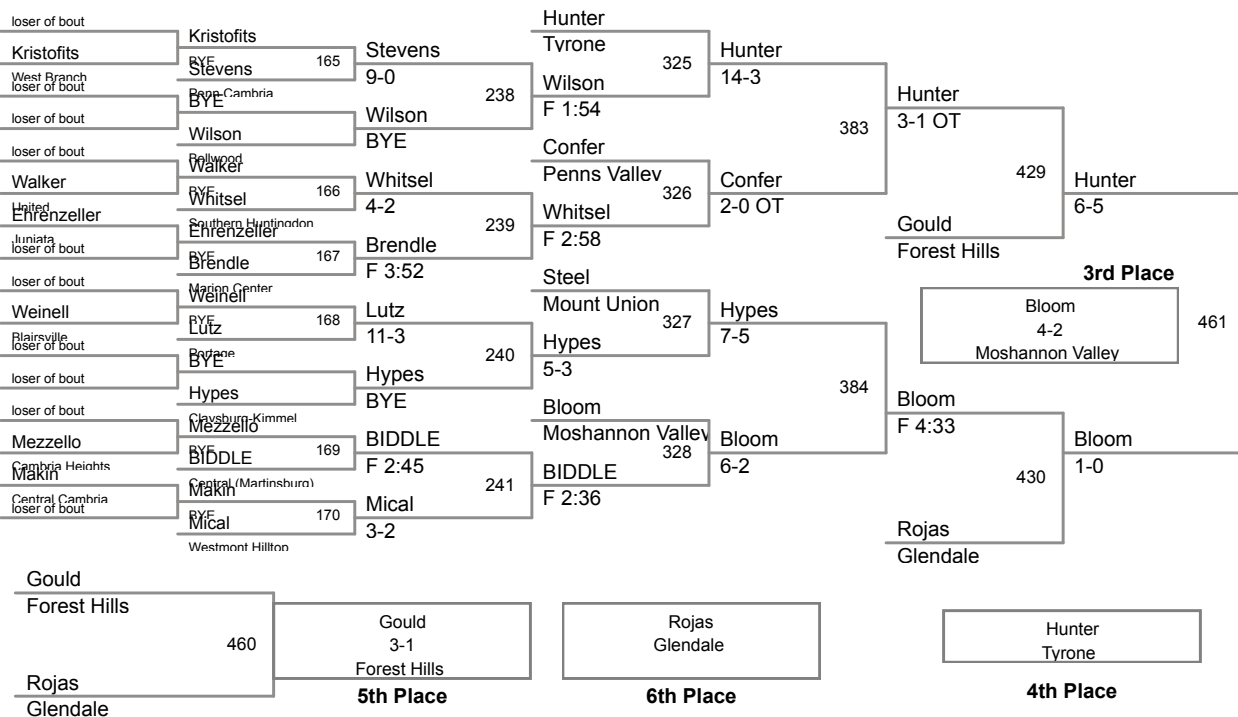 loser of bout
Kristofits
West Branch
loser of bout
loser of bout
loser of bout
Walker
United
Ehrenzeller
Juniata
loser of bout
loser of bout
Weinell
Blairsville
loser of bout
loser of bout
loser of bout
Mezzello
Cambria Heights
Makin
Central Cambria
loser of bout
Kristofits
BYE
165
Stevens
Penn Cambria
BYE
Wilson
Bellwood
Walker
BYE
166
Whitsel
Southern Huntingdon
Ehrenzeller
BYE
167
Brendle
Marion Center
Weinell
BYE
168
Lutz
Portage
BYE
Hypes
Claysburg-Kimmel
Mezzello
BYE
169
BIDDLE
Central (Martinsburg)
Makin
BYE
170
Mical
Westmont Hilltop
Stevens
9-0
238
Wilson
BYE
Whitsel
4-2
239
Brendle
F 3:52
Lutz
11-3
240
Hypes
BYE
BIDDLE
F 2:45
241
Mical
3-2
Hunter
Tyrone
325
Wilson
F 1:54
Confer
Penns Valley
326
Whitsel
F 2:58
Steel
Mount Union
327
Hypes
5-3
Bloom
Moshannon Valley
328
BIDDLE
F 2:36
Hunter
14-3
383
Confer
2-0 OT
Hypes
7-5
384
Bloom
6-2
Hunter
3-1 OT
429
Gould
Forest Hills
Bloom
F 4:33
430
Rojas
Glendale
Hunter
6-5
3rd Place
Bloom
4-2
Moshannon Valley
461
Bloom
1-0
Gould
Forest Hills
460
Rojas
Glendale
Gould
3-1
Forest Hills
5th Place
Rojas
Glendale
6th Place
Hunter
Tyrone
4th Place